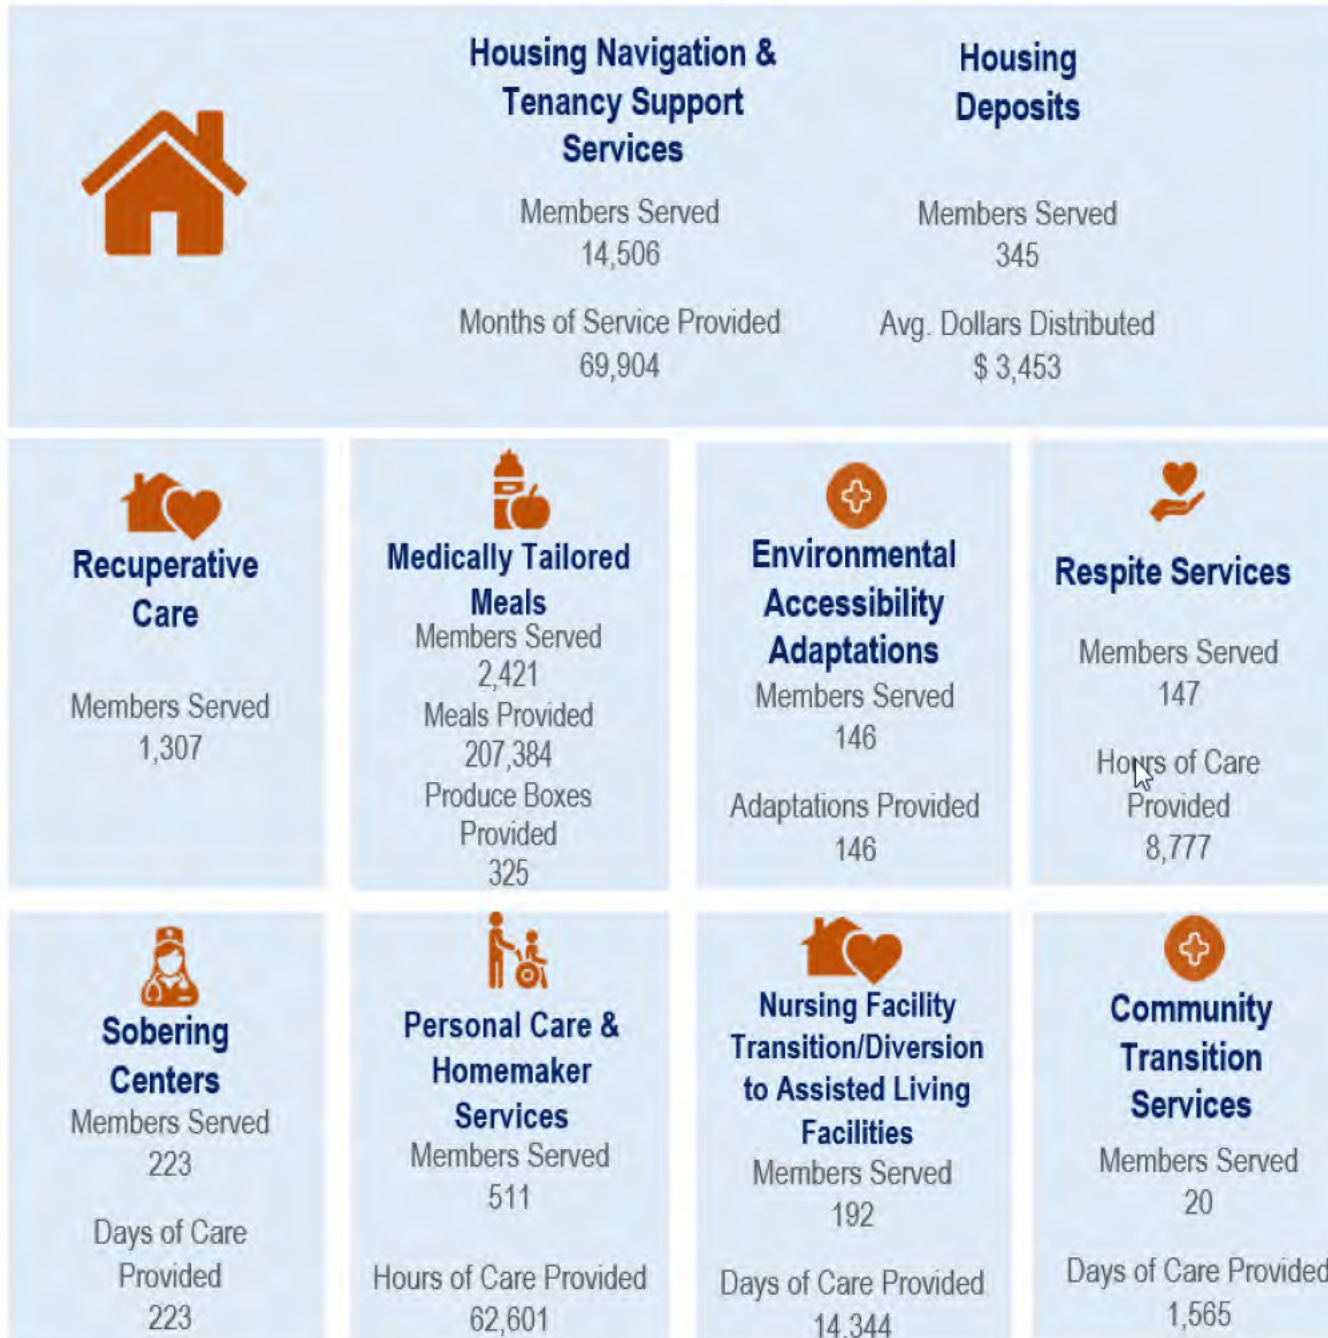 Housing Navigation &
Tenancy Support
Services
Members Served
14,506
Months of Service Provided
69,904
Housing
Deposits
Members Served
345
Avg. Dollars Distributed
$ 3,453
Recuperative
Care
Members Served
1,307
Medically Tailored
Meals
Members Served
2,421
Meals Provided
207,384
Produce Boxes
Provided
325
Environmental
Accessibility
Adaptations
Members Served
146
Adaptations Provided
146
Respite Services
Members Served
147
Hours of Care
Provided
8,777
Sobering
Centers
Members Served
223
Days of Care
Provided
223
Personal Care &
Homemaker
Services
Members Served
511
Hours of Care Provided
62,601
Nursing Facility
Transition/Diversion
to Assisted Living
Facilities
Members Served
192
Days of Care Provided
14,344
Community
Transition
Services
Members Served
20
Days of Care Provided
1,565